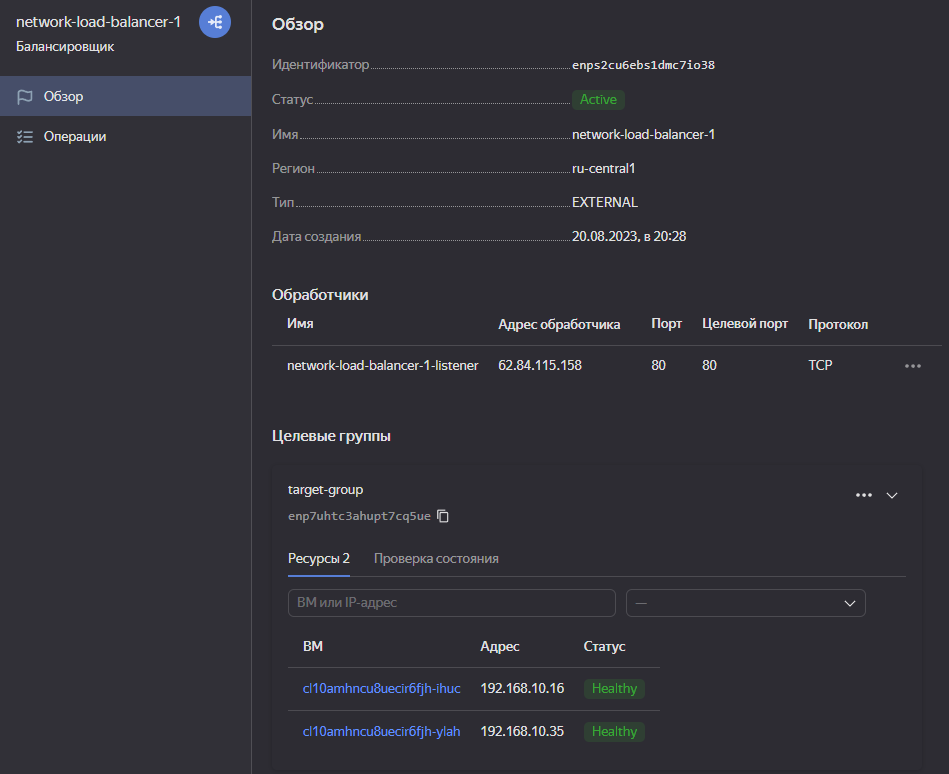 network-load-balancer-1
Балансировщик
Обзор
Операции
Обзор
Идентификатор enps2cu6ebs1dmc7io38
Статус Active
Имя network-load-balancer-1
Регион ru-central1
Тип EXTERNAL
Дата создания 20.08.2023, в 20:28
Обработчики
Имя Адрес обработчика Порт Целевой порт Протокол
network-load-balancer-1-listener 62.84.115.158 80 80 TCP
Целевые группы
target-group
enp7uhtc3ahupt7cq5ue
Ресурсы 2 Проверка состояния
ВМ или IP-адрес —
ВМ Адрес Статус
cl10amhncu8uecir6fjh-ihuc 192.168.10.16 Healthy
cl10amhncu8uecir6fjh-ylah 192.168.10.35 Healthy